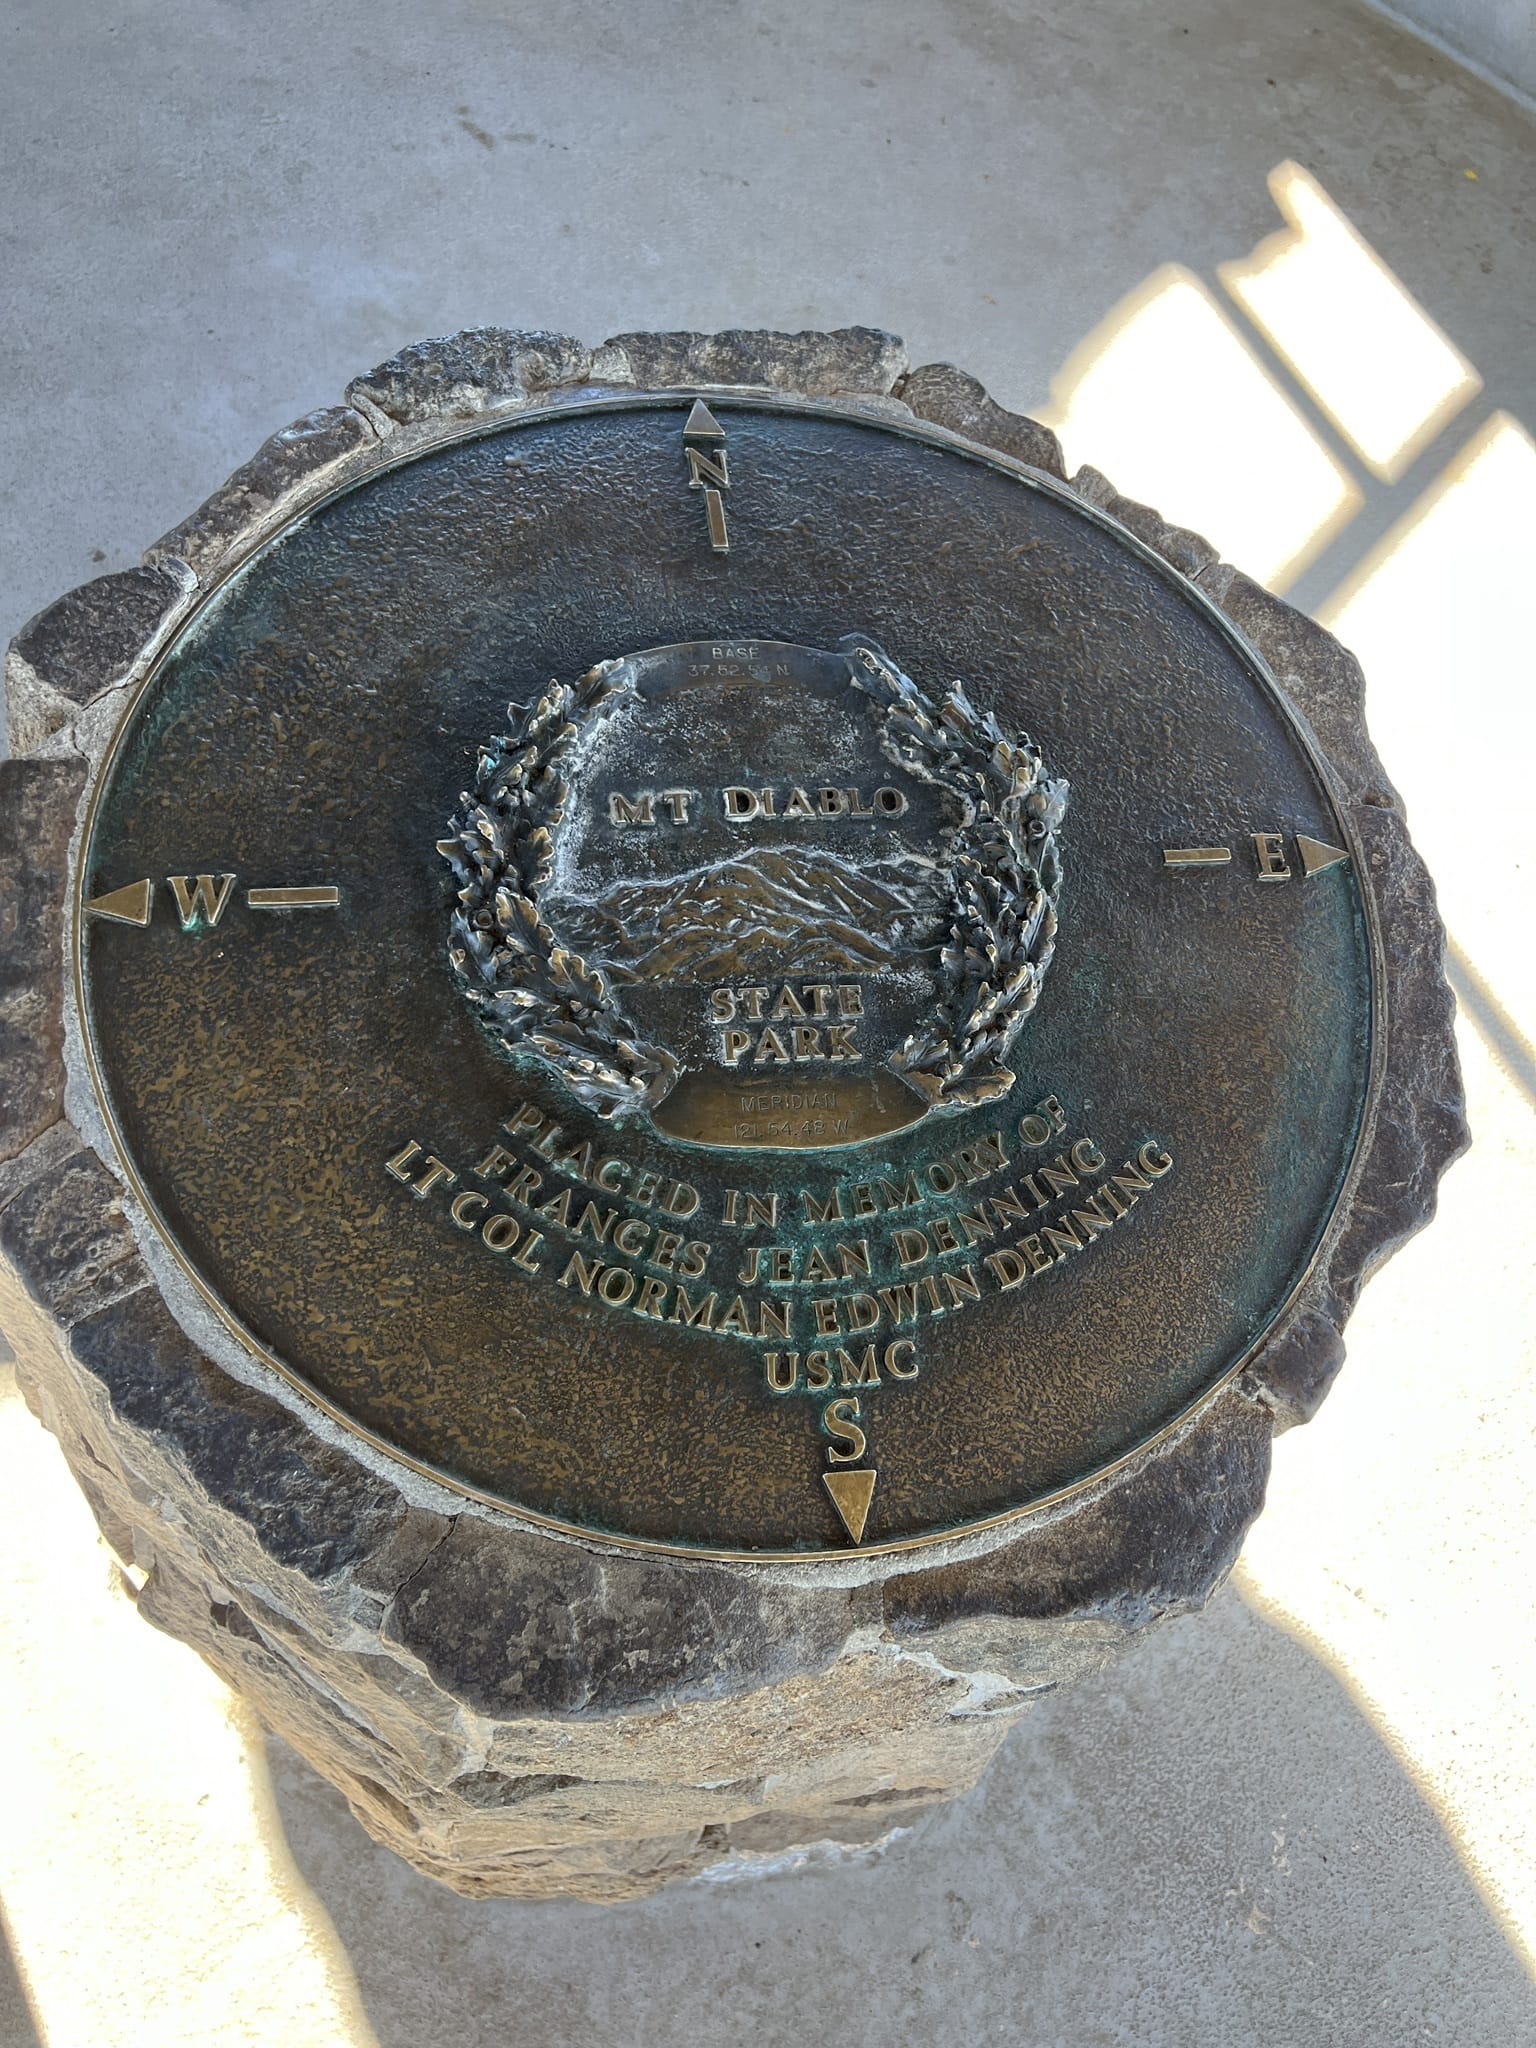 N
BASE
37.52.54 N
MT DIABLO
W
E
STATE
PARK
MERIDIAN
121.54.48 W
PLACED IN MEMORY OF
FRANCES JEAN DENNING
LT COL NORMAN EDWIN DENNING
USMC
S